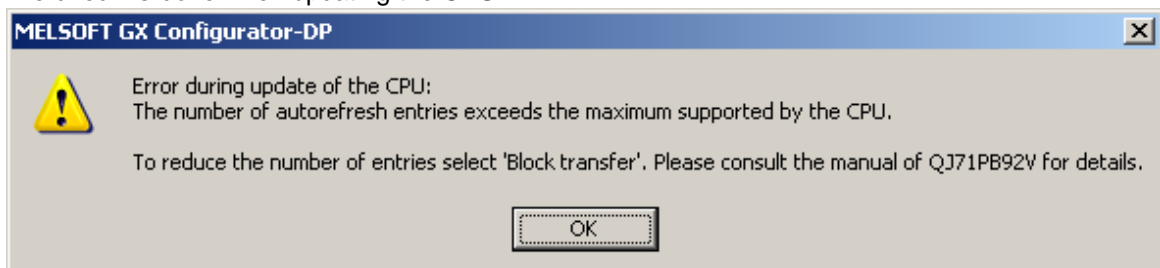 MELSOFT GX Configurator-DP
Error during update of the CPU:
The number of autorefresh entries exceeds the maximum supported by the CPU.
To reduce the number of entries select 'Block transfer'. Please consult the manual of QJ71PB92V for details.
OK